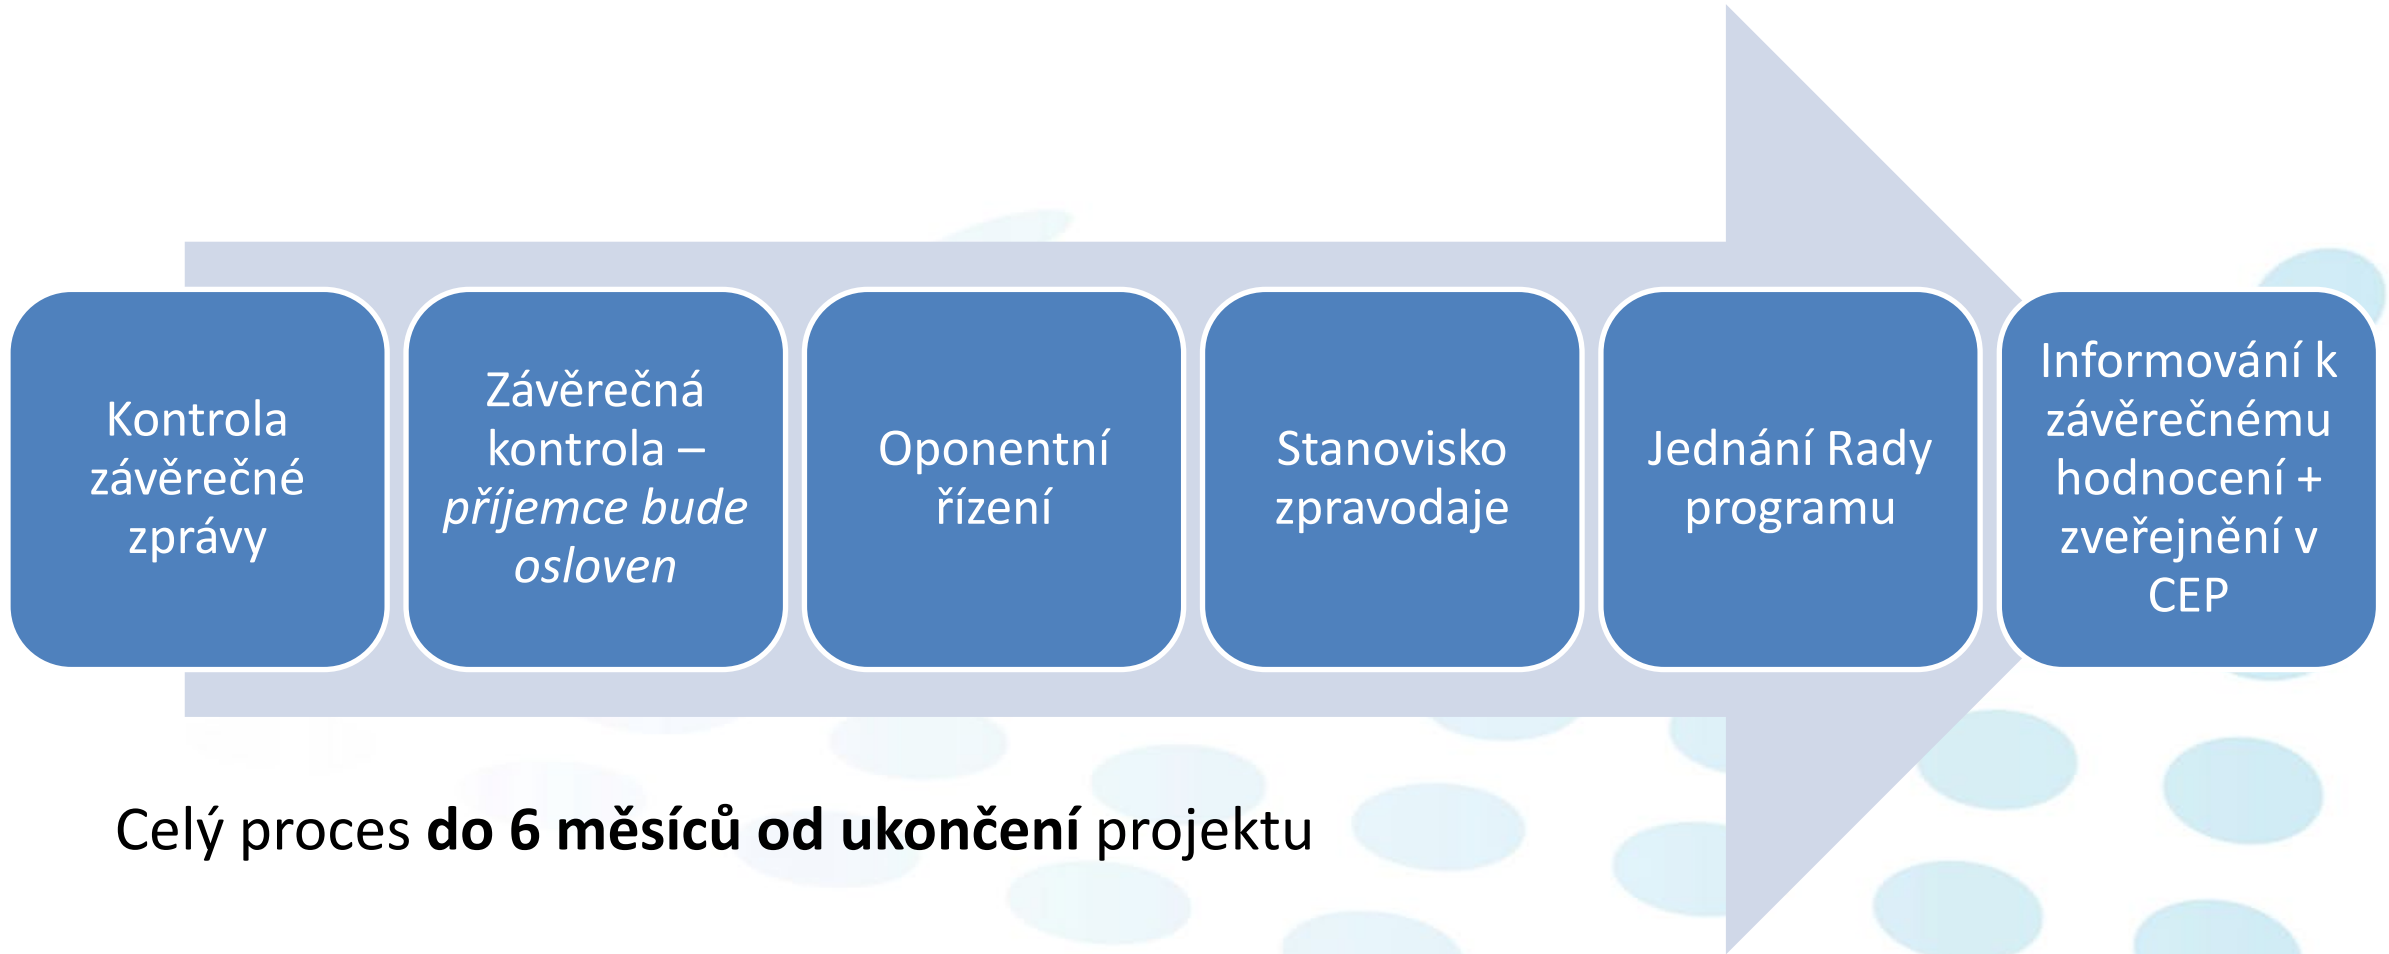 Kontrola
závěrečné
zprávy
Závěrečná
kontrola –
příjemce bude
osloven
Oponentní
řízení
Stanovisko
zpravodaje
Jednání Rady
programu
Informování k
závěrečnému
hodnocení +
zveřejnění v
CEP
Celý proces do 6 měsíců od ukončení projektu